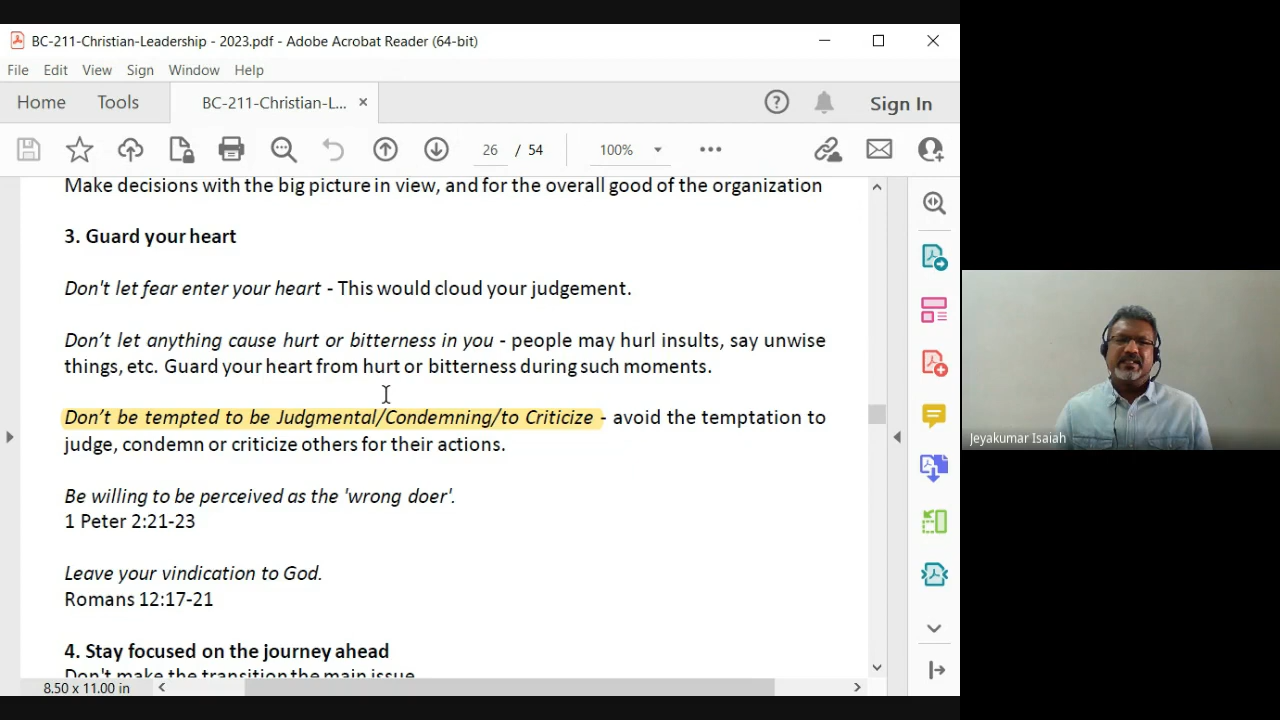 BC-211-Christian-Leadership - 2023.pdf - Adobe Acrobat Reader (64-bit)
File Edit View Sign Window Help
Home Tools BC-211-Christian-L... × Sign In
26 / 54 100%
Make decisions with the big picture in view, and for the overall good of the organization
3. Guard your heart
Don't let fear enter your heart - This would cloud your judgement.
Don’t let anything cause hurt or bitterness in you - people may hurl insults, say unwise
things, etc. Guard your heart from hurt or bitterness during such moments.
Don’t be tempted to be Judgmental/Condemning/to Criticize - avoid the temptation to
judge, condemn or criticize others for their actions.
Be willing to be perceived as the 'wrong doer'.
1 Peter 2:21-23
Leave your vindication to God.
Romans 12:17-21
4. Stay focused on the journey ahead
Don't make the transition the main issue
8.50 x 11.00 in
Jeyakumar Isaiah